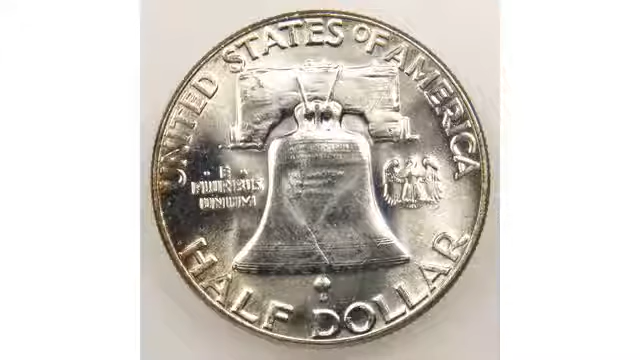 UNITED STATES OF AMERICA
· E ·
PLURIBUS
UNUM
HALF DOLLAR